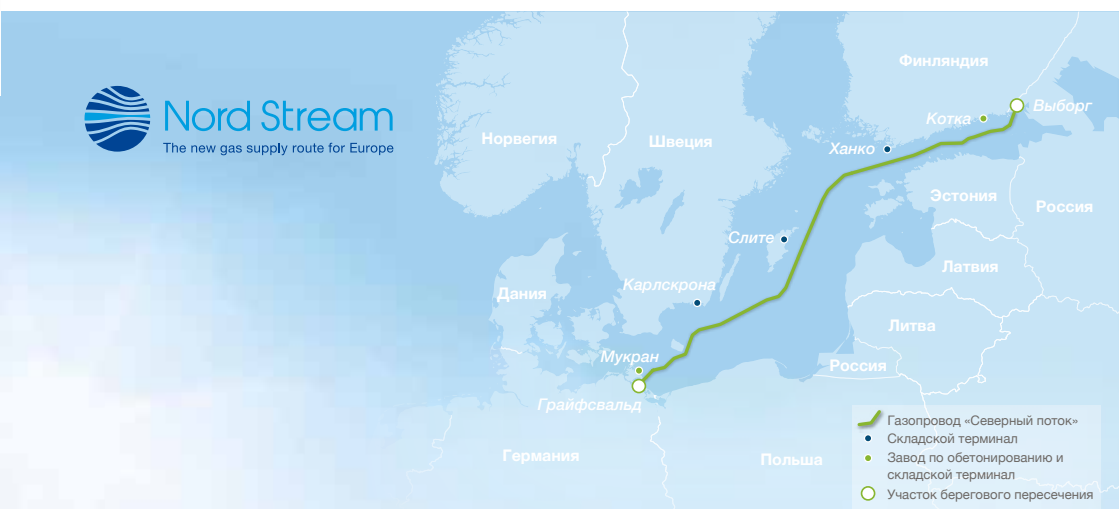 Nord Stream
The new gas supply route for Europe
Финляндия
Выборг
Котка
Норвегия
Швеция
Ханко
Эстония
Россия
Слите
Латвия
Карлскрона
Дания
Литва
Мукран
Россия
Грайфсвальд
Германия
Польша
Газопровод «Северный поток»
Складской терминал
Завод по обетонированию и
складской терминал
Участок берегового пересечения